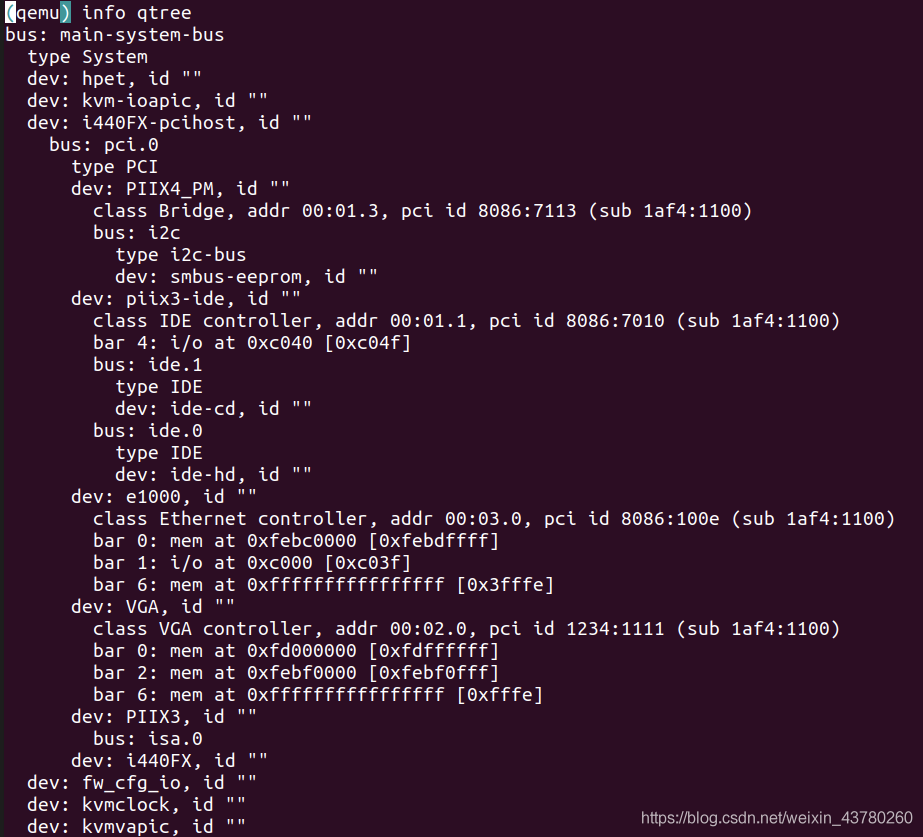 (qemu) info qtree
bus: main-system-bus
  type System
  dev: hpet, id ""
  dev: kvm-ioapic, id ""
  dev: i440FX-pcihost, id ""
    bus: pci.0
      type PCI
      dev: PIIX4_PM, id ""
        class Bridge, addr 00:01.3, pci id 8086:7113 (sub 1af4:1100)
        bus: i2c
          type i2c-bus
          dev: smbus-eeprom, id ""
      dev: piix3-ide, id ""
        class IDE controller, addr 00:01.1, pci id 8086:7010 (sub 1af4:1100)
        bar 4: i/o at 0xc040 [0xc04f]
        bus: ide.1
          type IDE
          dev: ide-cd, id ""
        bus: ide.0
          type IDE
          dev: ide-hd, id ""
      dev: e1000, id ""
        class Ethernet controller, addr 00:03.0, pci id 8086:100e (sub 1af4:1100)
        bar 0: mem at 0xfebc0000 [0xfebdffff]
        bar 1: i/o at 0xc000 [0xc03f]
        bar 6: mem at 0xffffffffffffffff [0x3fffe]
      dev: VGA, id ""
        class VGA controller, addr 00:02.0, pci id 1234:1111 (sub 1af4:1100)
        bar 0: mem at 0xfd000000 [0xfdffffff]
        bar 2: mem at 0xfebf0000 [0xfebf0fff]
        bar 6: mem at 0xffffffffffffffff [0xfffe]
      dev: PIIX3, id ""
        bus: isa.0
      dev: i440FX, id ""
  dev: fw_cfg_io, id ""
  dev: kvmclock, id ""
  dev: kvmvapic, id ""
https://blog.csdn.net/weixin_43780260